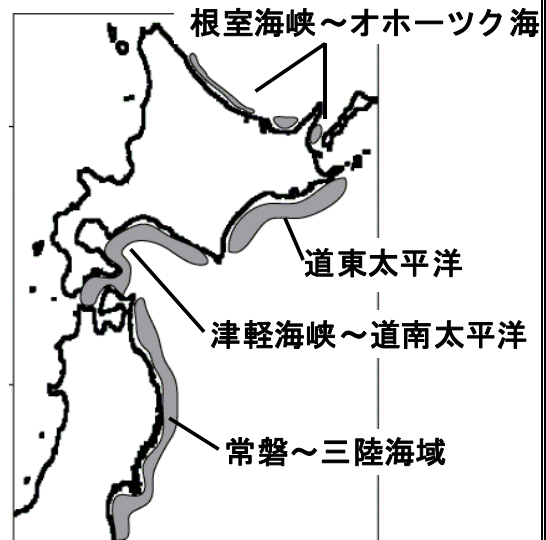 根室海峡～オホーツク海
道東太平洋
津軽海峡～道南太平洋
常磐～三陸海域